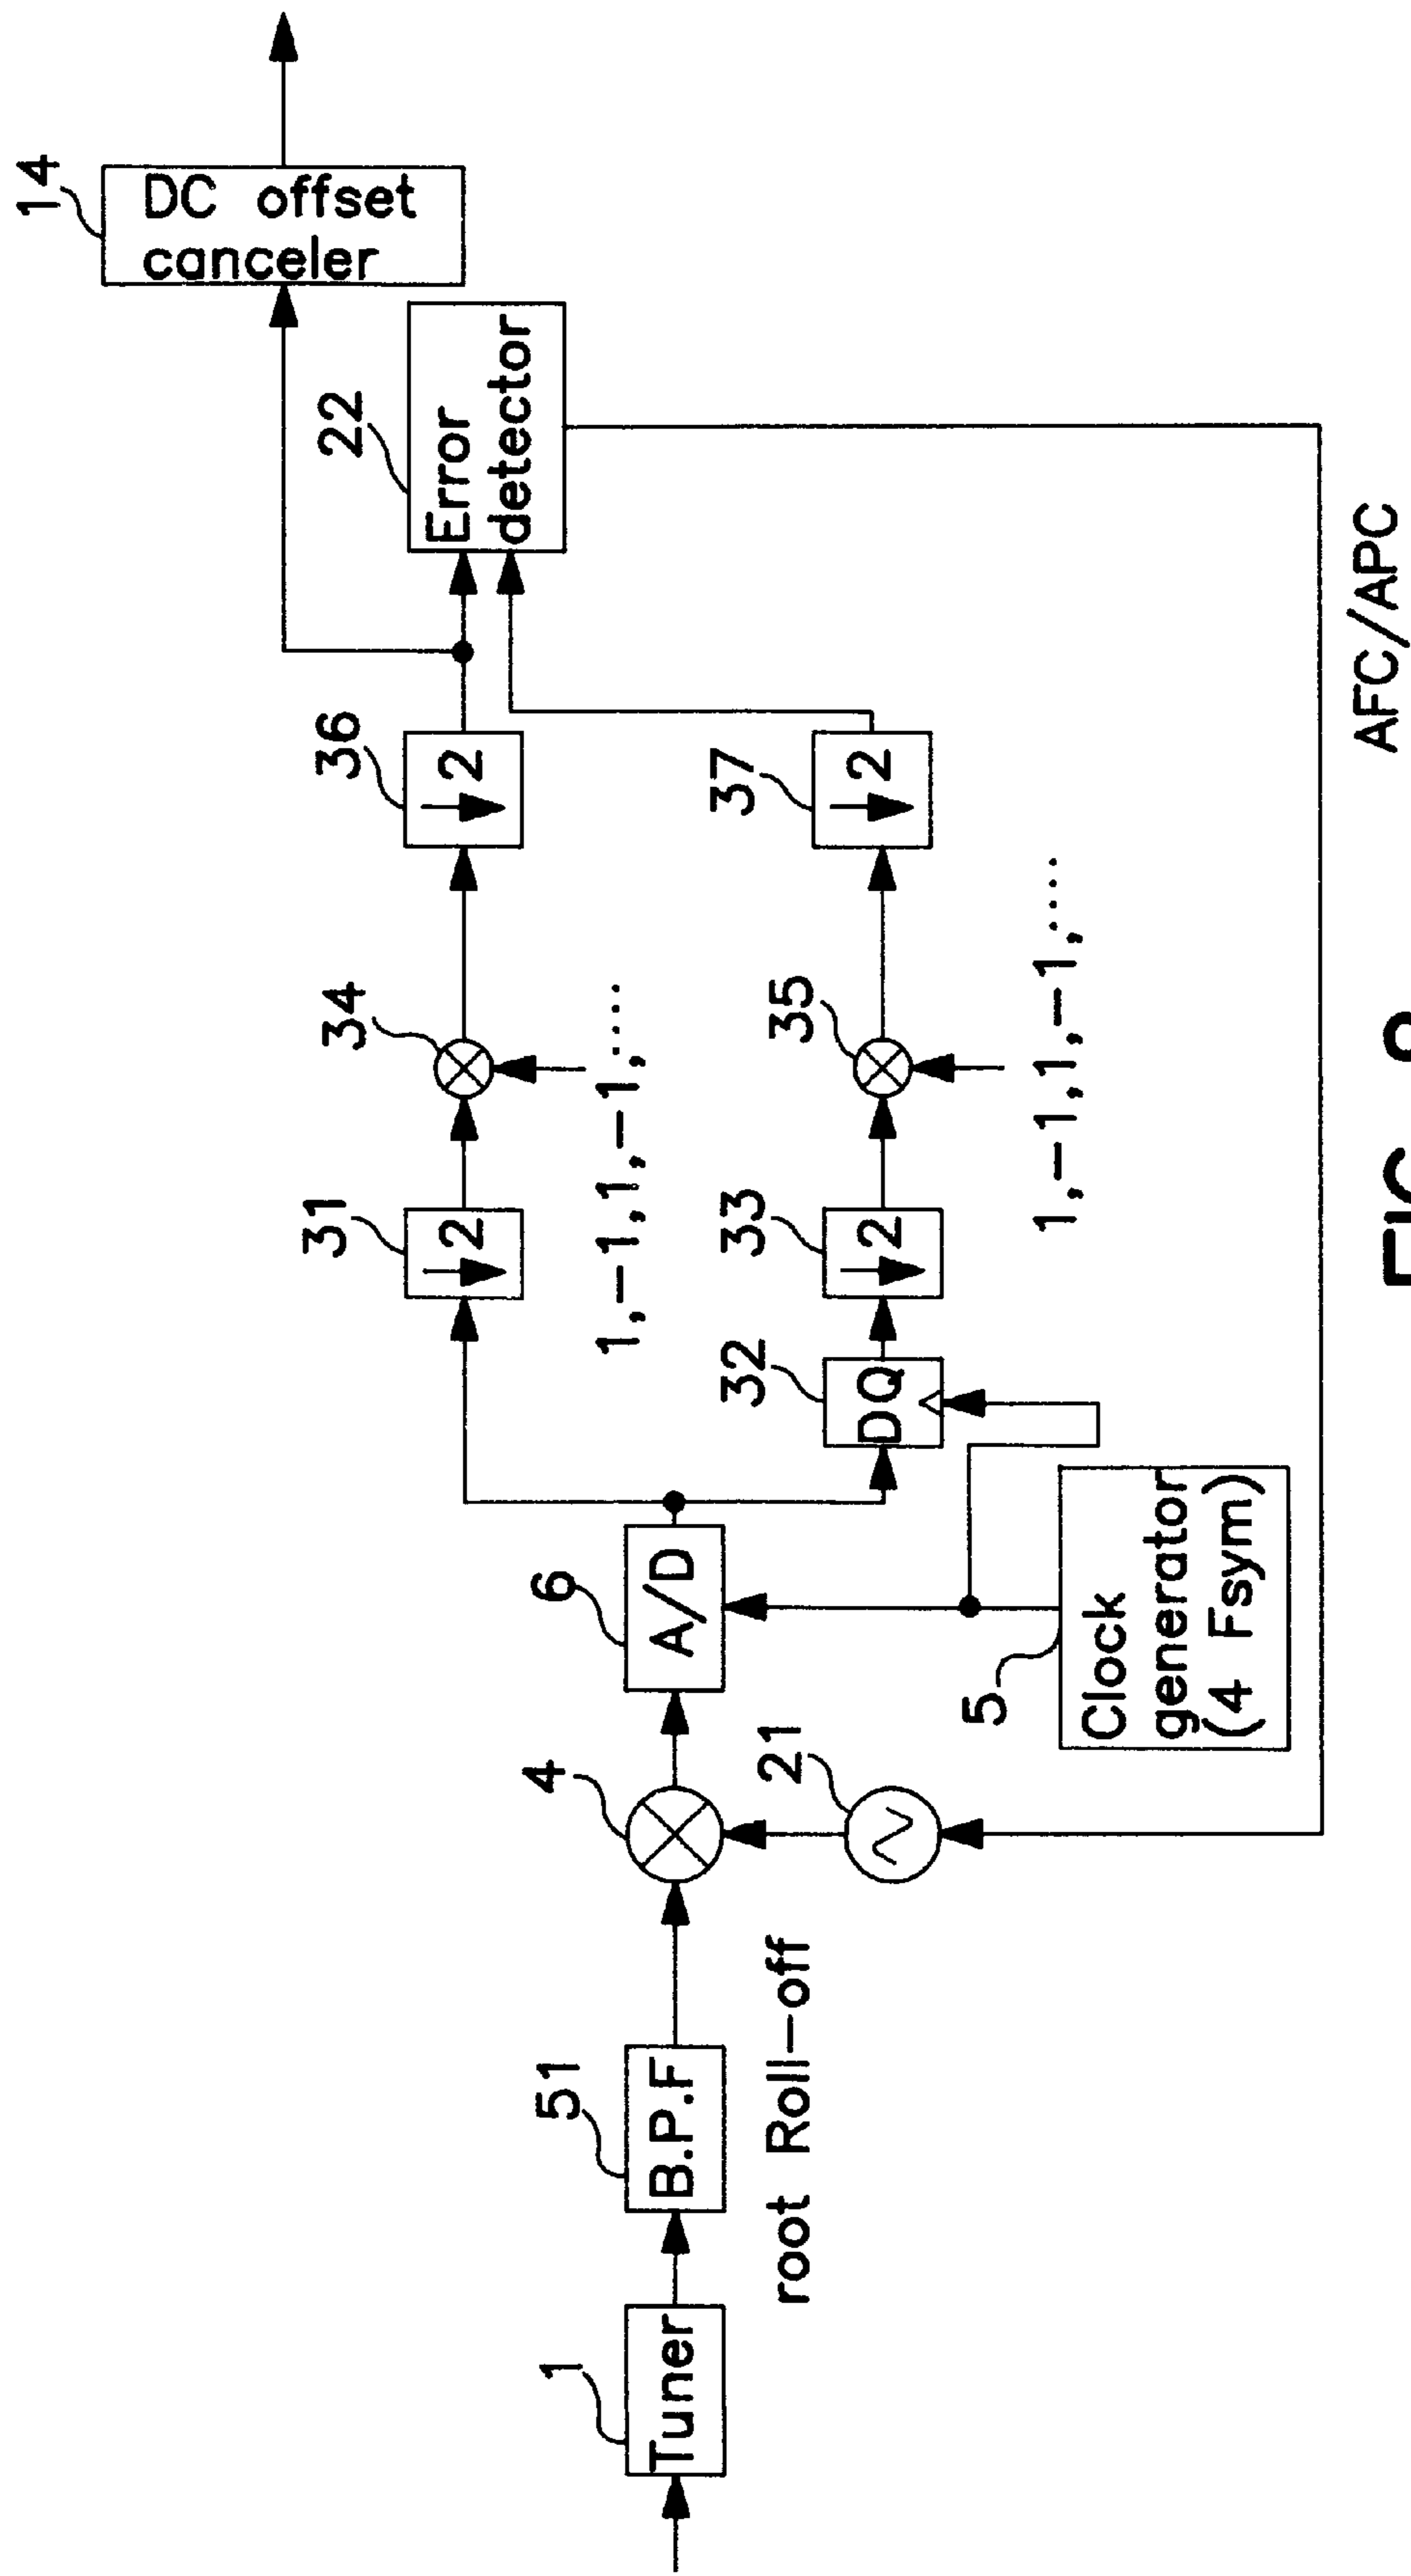 1
Tuner
51
B.P.F
root Roll-off
4
21
6
A/D
5
Clock
generator
(4 Fsym)
31
2
32
D Q
33
2
34
1,-1,1,-1,....
35
1,-1,1,-1,....
36
2
37
2
22
Error
detector
14
DC offset
canceler
AFC/APC